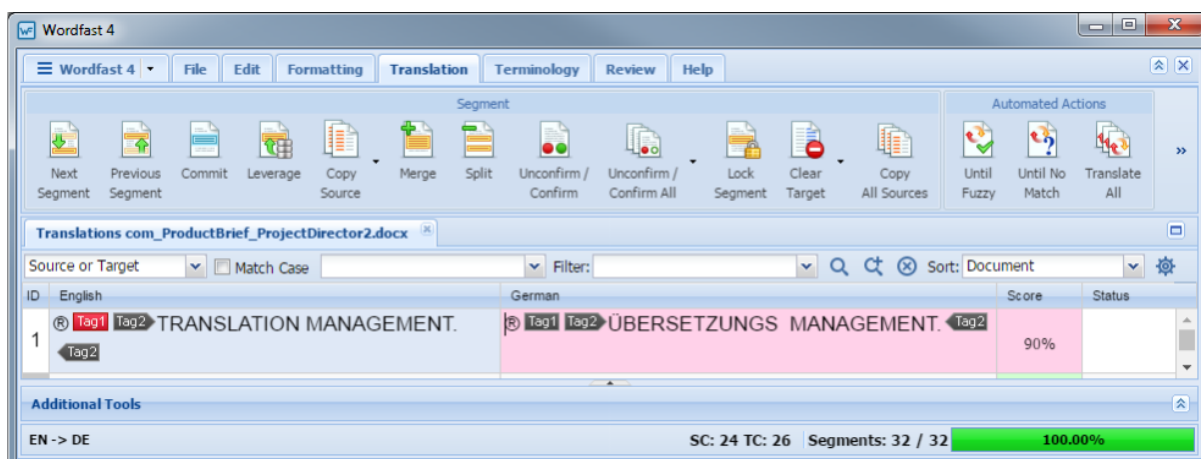 WF Wordfast 4
Wordfast 4 File Edit Formatting Translation Terminology Review Help
Segment Automated Actions
Next Segment
Previous Segment
Commit
Leverage
Copy Source
Merge
Split
Unconfirm / Confirm
Unconfirm / Confirm All
Lock Segment
Clear Target
Copy All Sources
Until Fuzzy
Until No Match
Translate All
»
Translations com_ProductBrief_ProjectDirector2.docx
Source or Target Match Case Filter: Sort: Document
ID English German Score Status
1 ® Tag1 Tag2 TRANSLATION MANAGEMENT. Tag2
® Tag1 Tag2 ÜBERSETZUNGS MANAGEMENT. Tag2 90%
Additional Tools
EN -> DE SC: 24 TC: 26 Segments: 32 / 32 100.00%